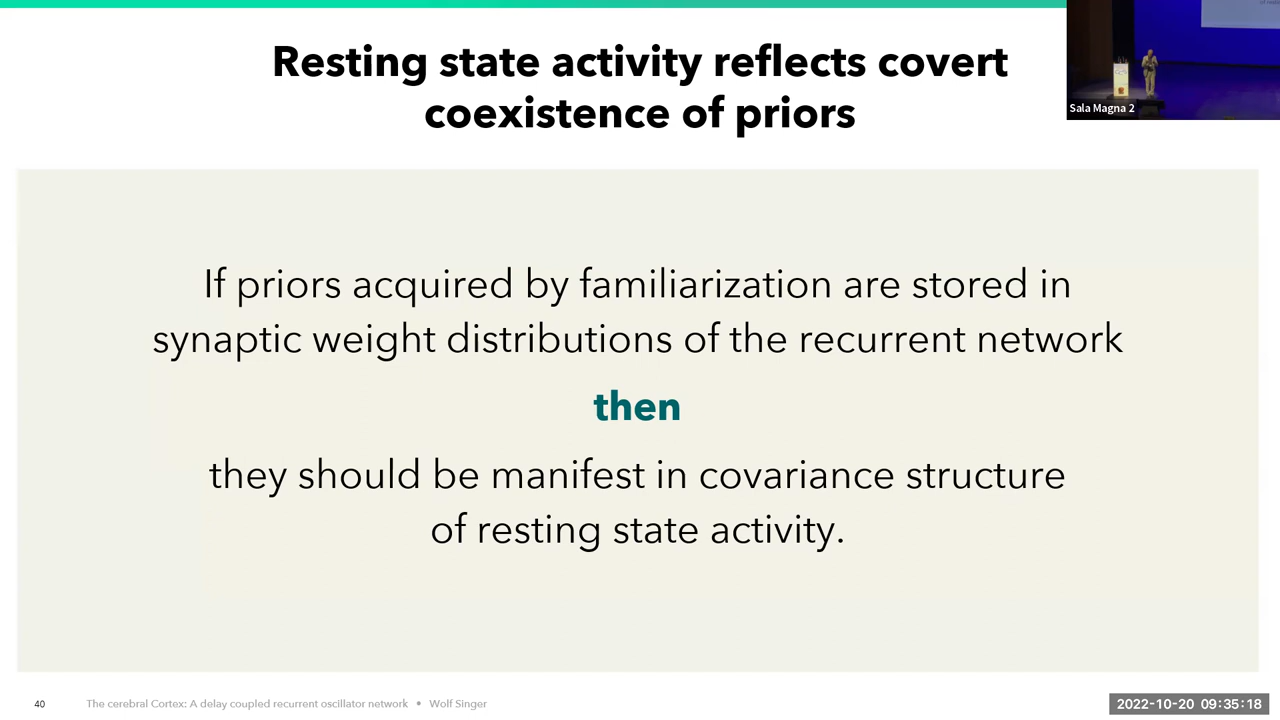 Resting state activity reflects covert
coexistence of priors
Sala Magna 2
If priors acquired by familiarization are stored in
synaptic weight distributions of the recurrent network
then
they should be manifest in covariance structure
of resting state activity.
40
The cerebral Cortex: A delay coupled recurrent oscillator network • Wolf Singer
2022-10-20 09:35:18